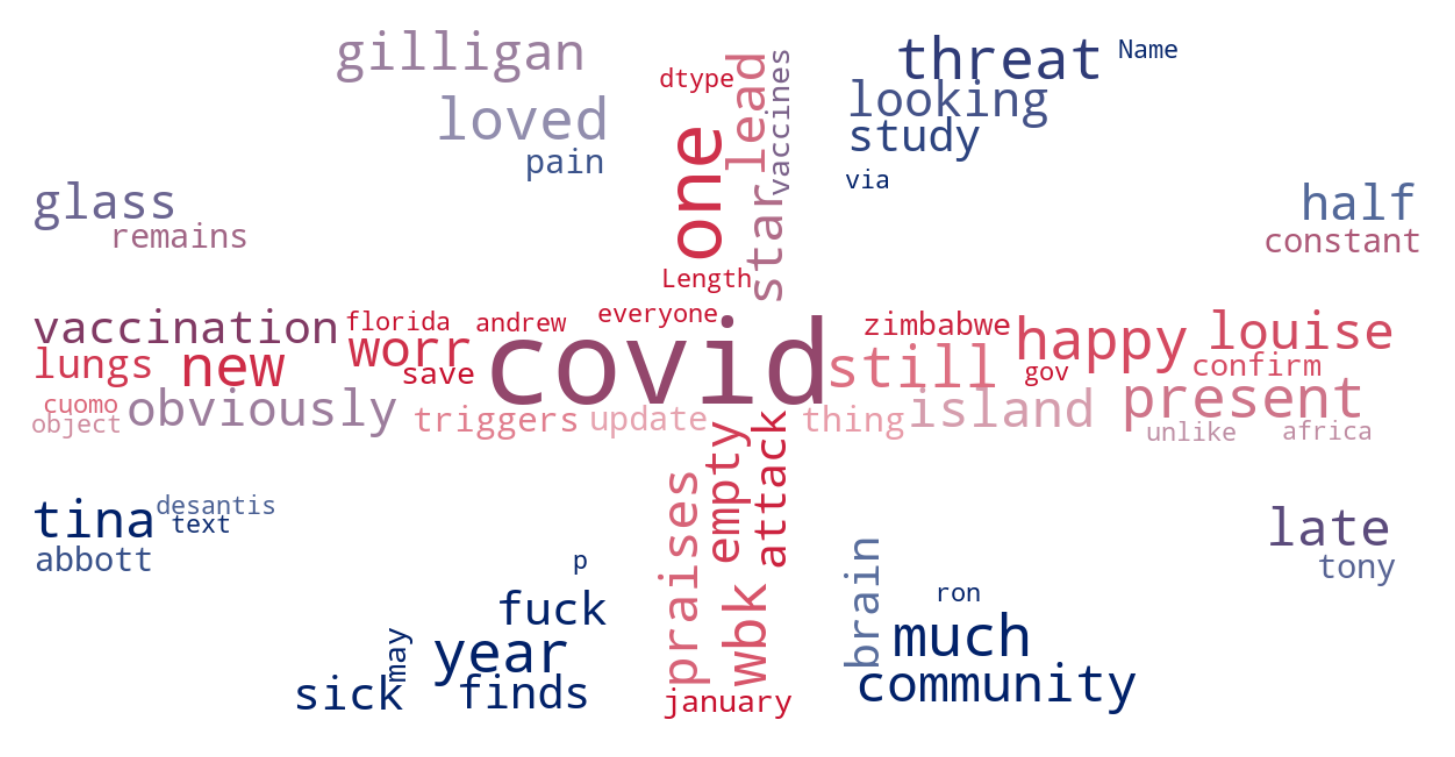 gilligan
threat
Name
dtype
lead
vaccines
looking
loved
one
study
pain
via
glass
star
half
remains
constant
Length
everyone
vaccination
florida
andrew
zimbabwe
happy
louise
lungs
new
worr
save
covid
still
gov
confirm
cuomo
object
obviously
triggers
update
thing
island
present
unlike
africa
empty
attack
praises
tina
desantis
text
abbott
late
tony
p
brain
ron
fuck
wbk
much
may
year
sick
finds
community
january